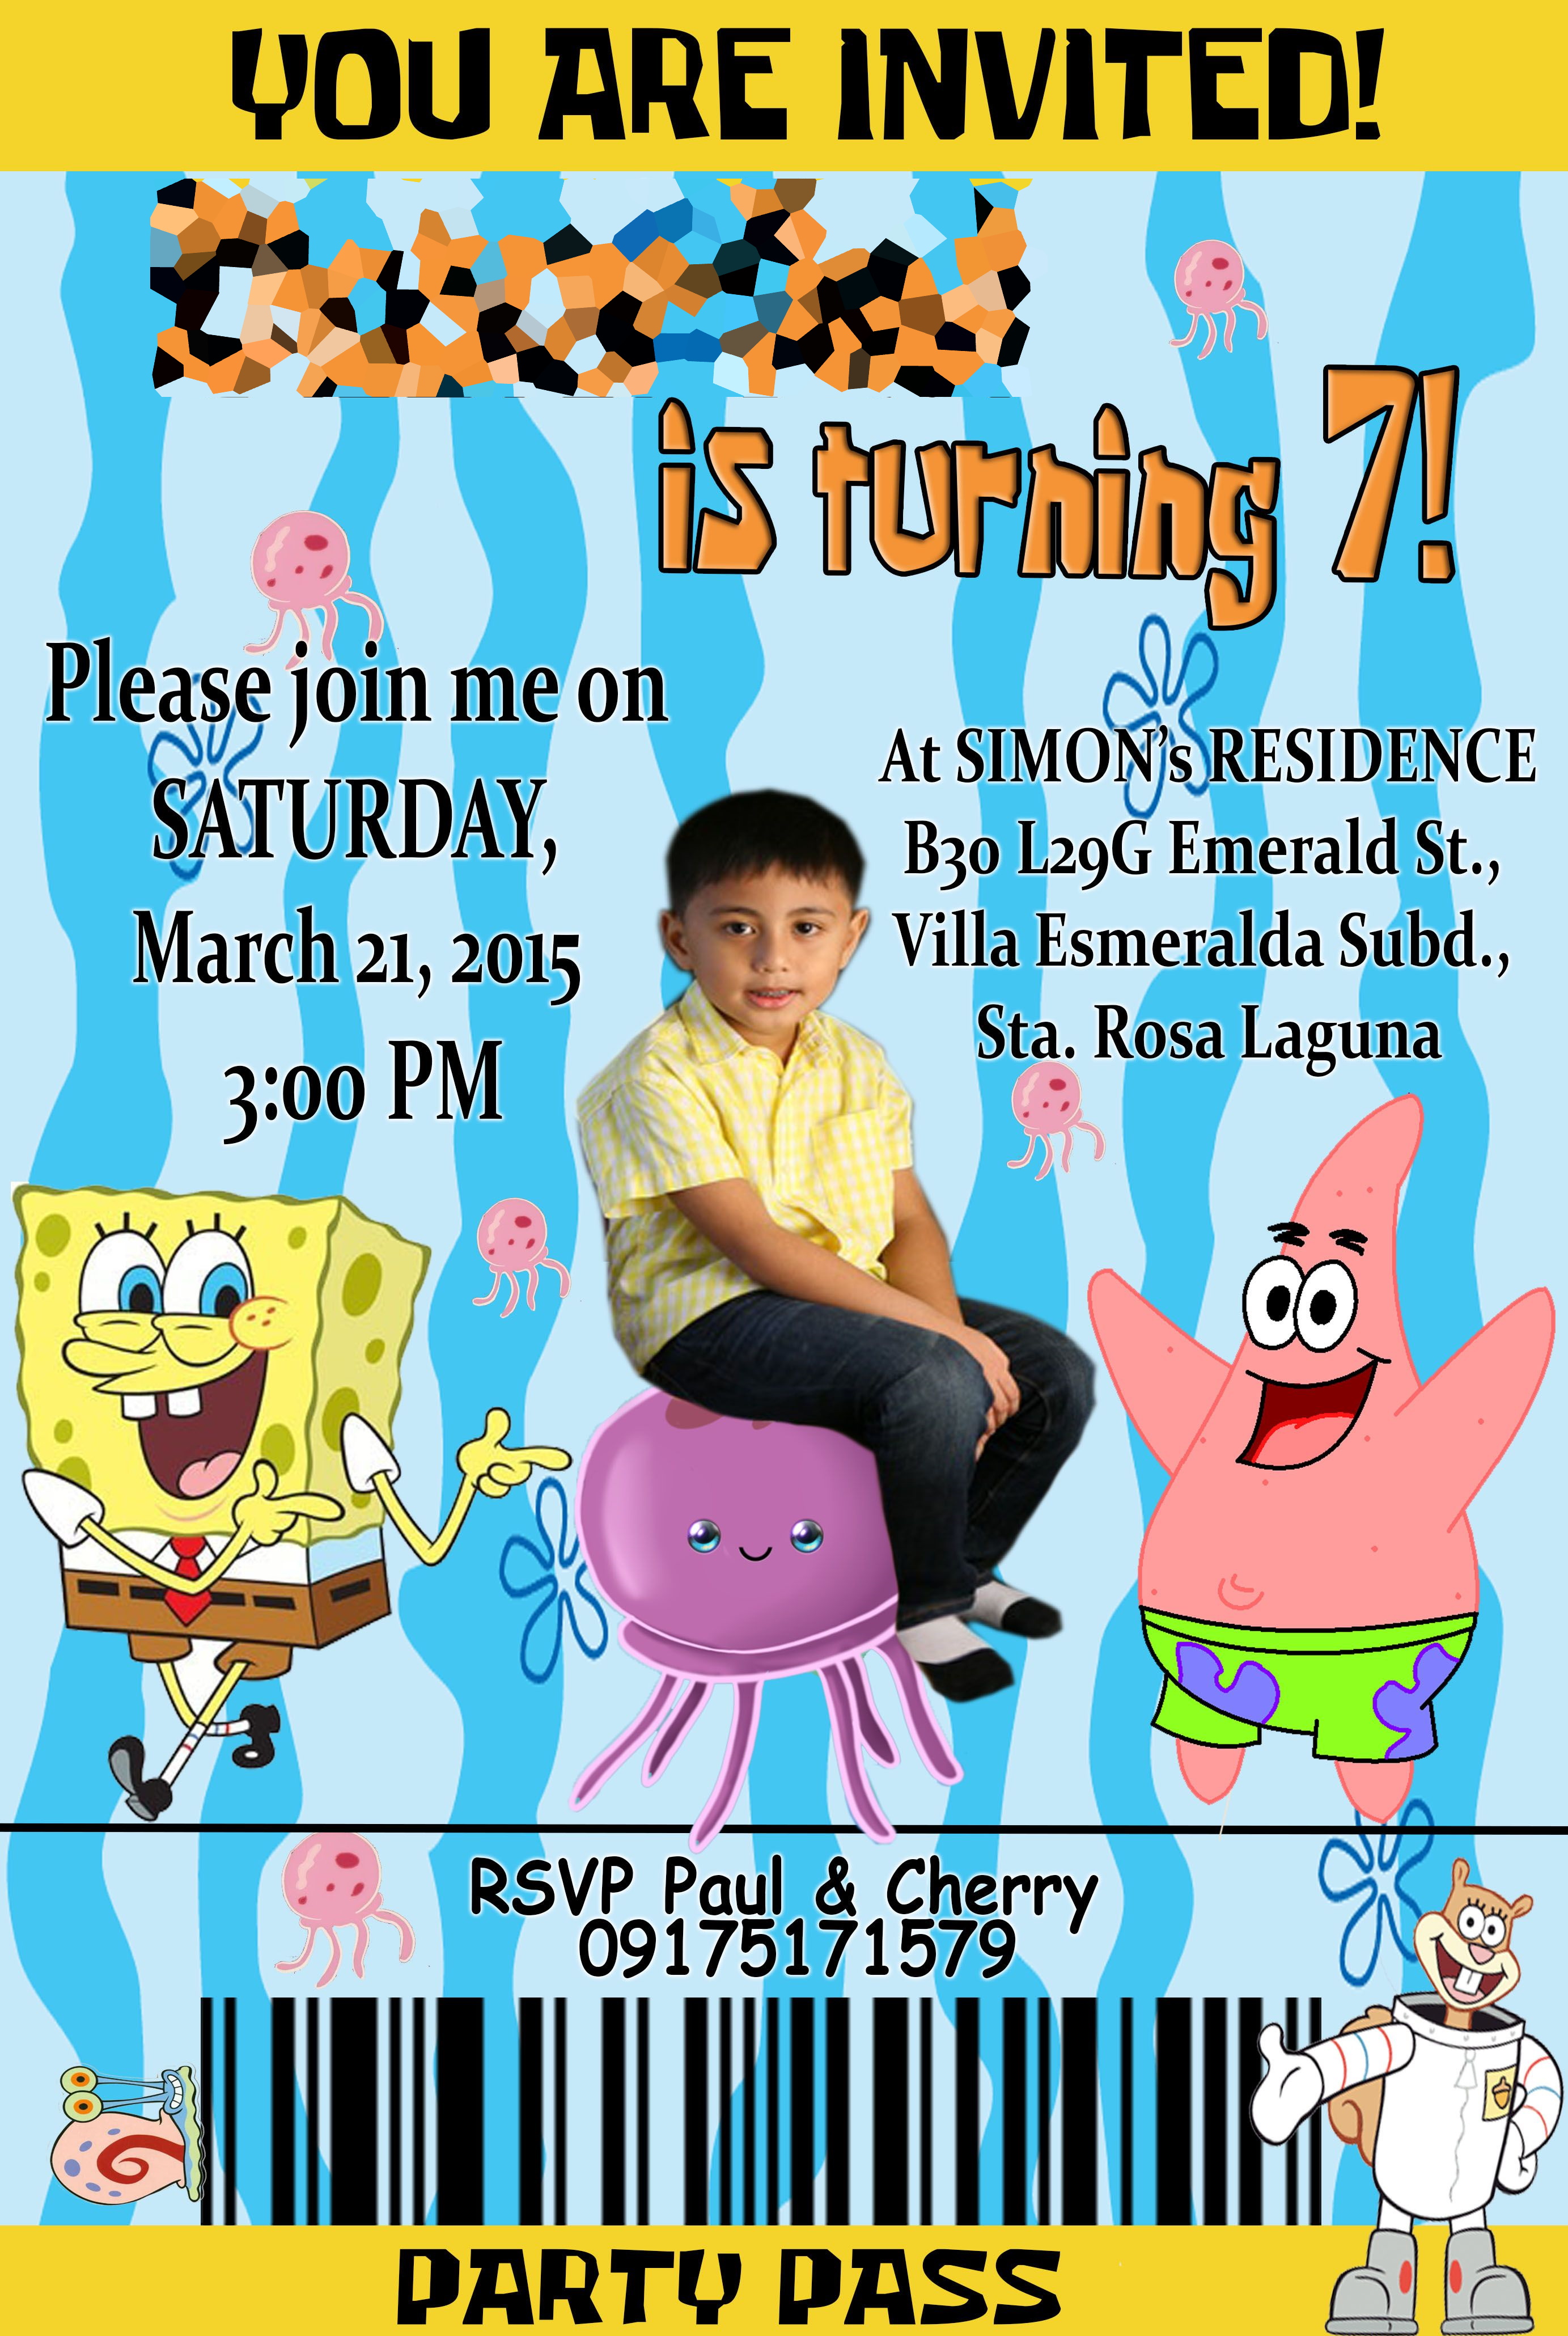 YOU ARE INVITED!
is turning 7!
Please join me on
SATURDAY,
March 21, 2015
3:00 PM
At SIMON's RESIDENCE
B30 L29G Emerald St.,
Villa Esmeralda Subd.,
Sta. Rosa Laguna
RSVP Paul & Cherry
09175171579
PARTY PASS